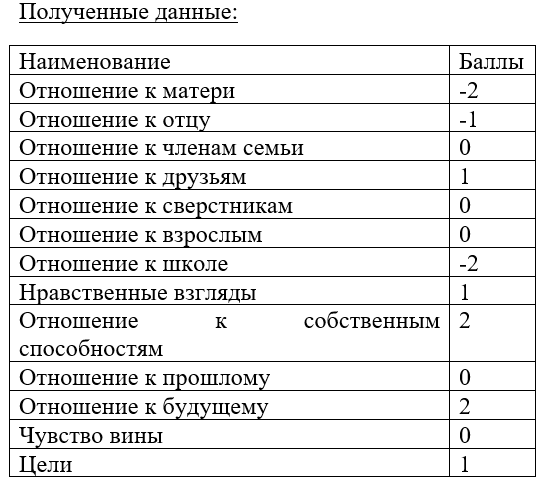 Полученные данные:
Наименование Баллы
Отношение к матери -2
Отношение к отцу -1
Отношение к членам семьи 0
Отношение к друзьям 1
Отношение к сверстникам 0
Отношение к взрослым 0
Отношение к школе -2
Нравственные взгляды 1
Отношение к собственным 2
способностям
Отношение к прошлому 0
Отношение к будущему 2
Чувство вины 0
Цели 1